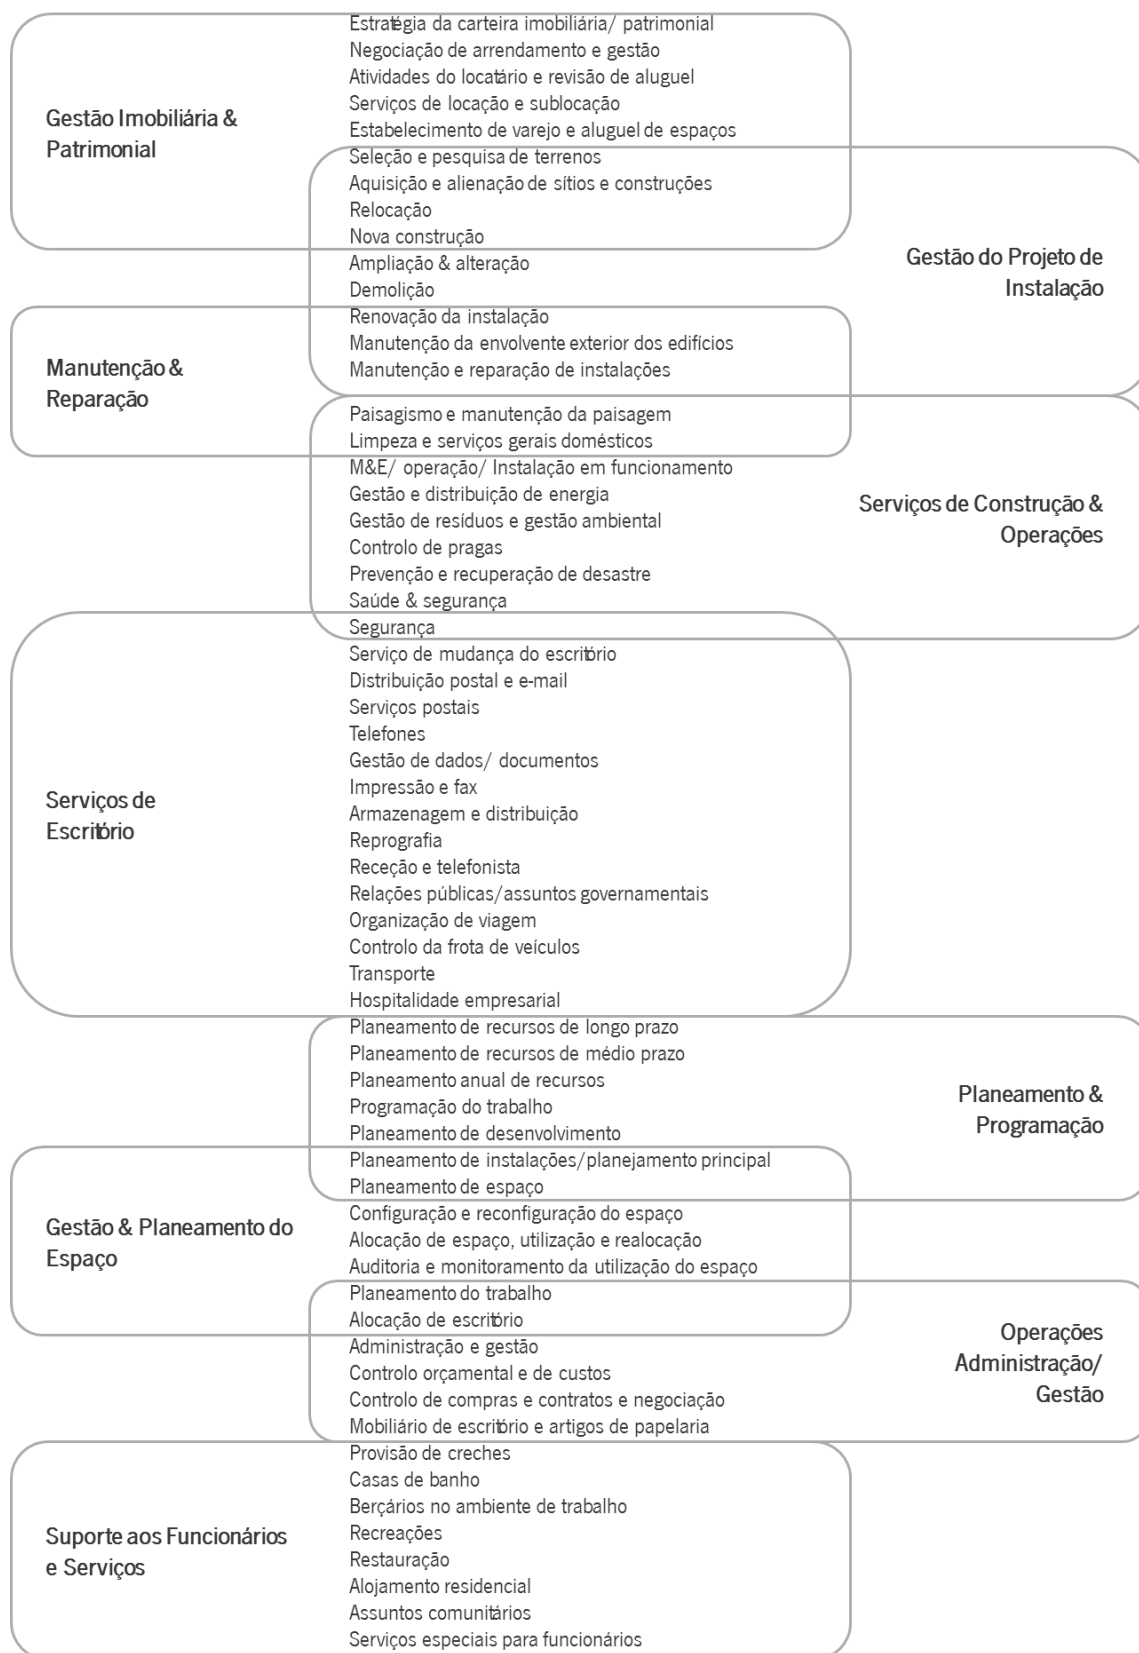 Estratégia da carteira imobiliária/ patrimonial
Negociação de arrendamento e gestão
Atividades do locatário e revisão de aluguel
Serviços de locação e sublocação
Estabelecimento de varejo e aluguel de espaços
Gestão Imobiliária &
Patrimonial
Seleção e pesquisa de terrenos
Aquisição e alienação de sítios e construções
Relocação
Nova construção
Ampliação & alteração
Demolição
Gestão do Projeto de
Instalação
Renovação da instalação
Manutenção da envolvente exterior dos edifícios
Manutenção e reparação de instalações
Manutenção &
Reparação
Paisagismo e manutenção da paisagem
Limpeza e serviços gerais domésticos
M&E/ operação/ Instalação em funcionamento
Gestão e distribuição de energia
Gestão de resíduos e gestão ambiental
Controlo de pragas
Prevenção e recuperação de desastre
Saúde & segurança
Serviços de Construção &
Operações
Segurança
Serviço de mudança do escritório
Distribuição postal e e-mail
Serviços postais
Telefones
Gestão de dados/ documentos
Impressão e fax
Armazenagem e distribuição
Reprografia
Receção e telefonista
Relações públicas/assuntos governamentais
Organização de viagem
Controlo da frota de veículos
Transporte
Hospitalidade empresarial
Serviços de
Escritório
Planeamento de recursos de longo prazo
Planeamento de recursos de médio prazo
Planeamento anual de recursos
Programação do trabalho
Planeamento de desenvolvimento
Planeamento &
Programação
Planeamento de instalações/planejamento principal
Planeamento de espaço
Configuração e reconfiguração do espaço
Alocação de espaço, utilização e realocação
Auditoria e monitoramento da utilização do espaço
Gestão & Planeamento do
Espaço
Planeamento do trabalho
Alocação de escritório
Administração e gestão
Controlo orçamental e de custos
Controlo de compras e contratos e negociação
Mobiliário de escritório e artigos de papelaria
Operações
Administração/
Gestão
Provisão de creches
Casas de banho
Berçários no ambiente de trabalho
Recreações
Restauração
Alojamento residencial
Assuntos comunitários
Serviços especiais para funcionários
Suporte aos Funcionários
e Serviços